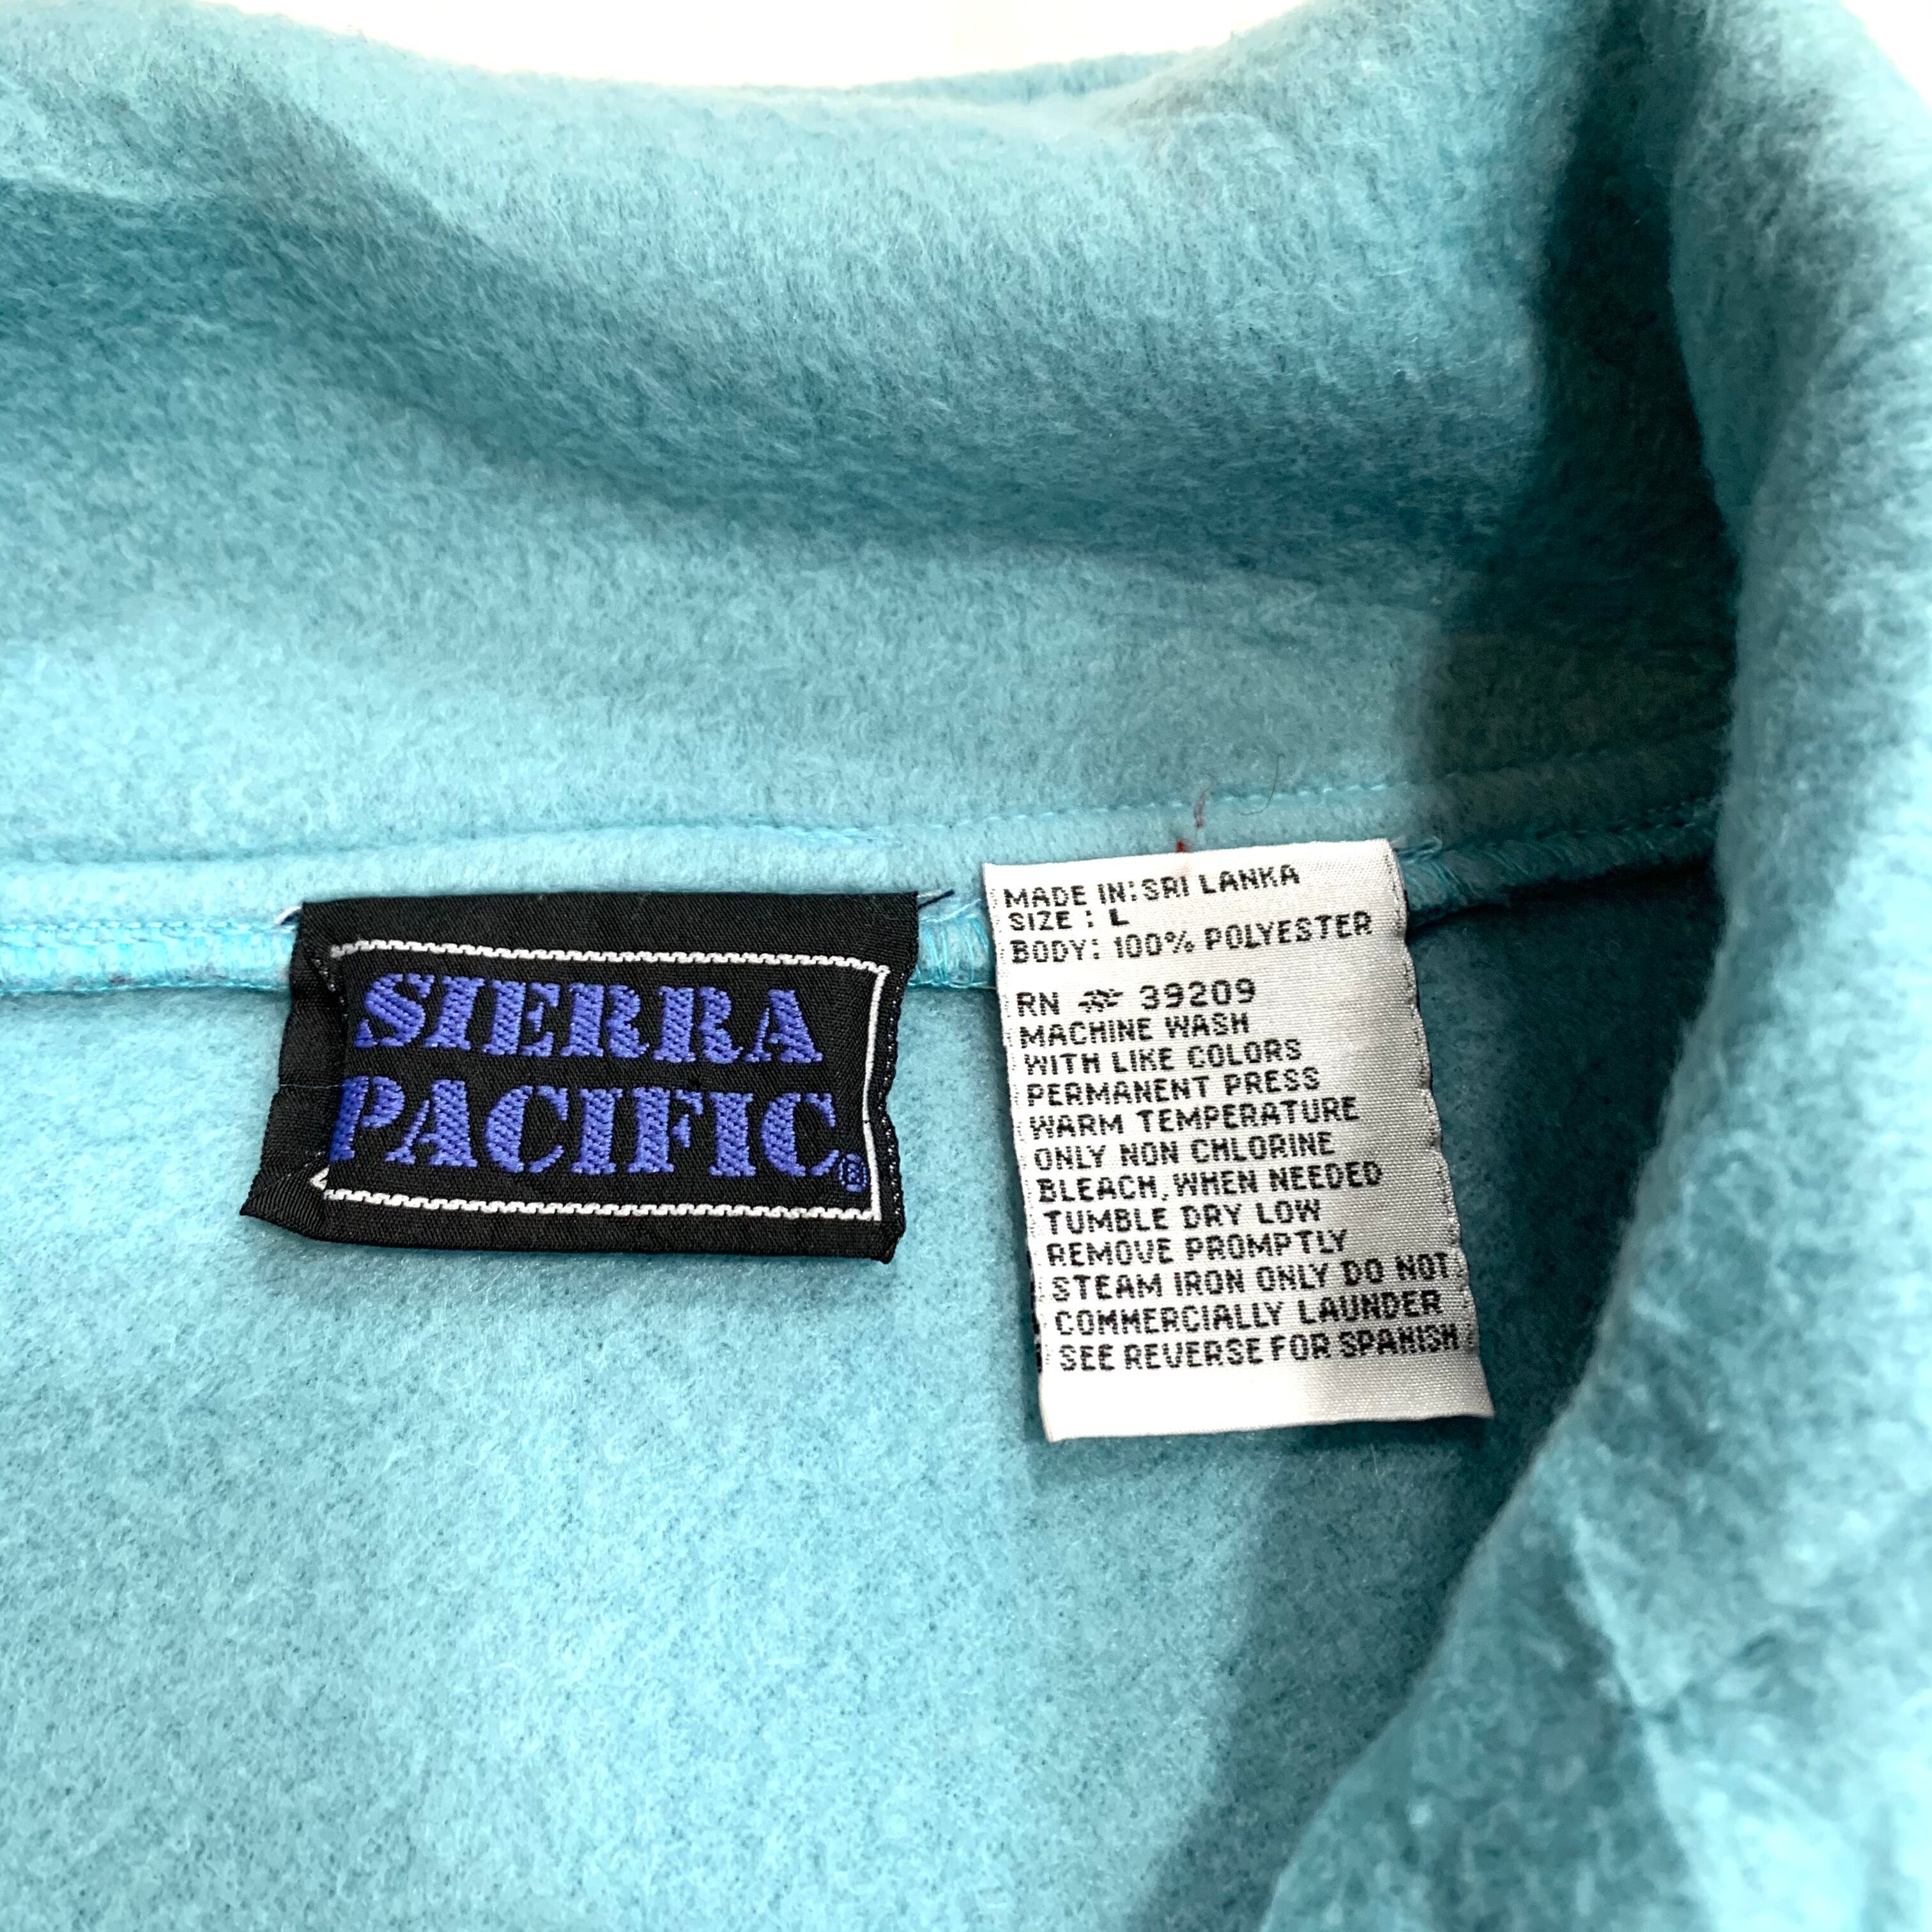 SIERRA
PACIFIC®
MADE IN: SRI LANKA
SIZE : L
BODY: 100% POLYESTER
RN # 39209
MACHINE WASH
WITH LIKE COLORS
PERMANENT PRESS
WARM TEMPERATURE
ONLY NON CHLORINE
BLEACH, WHEN NEEDED
TUMBLE DRY LOW
REMOVE PROMPTLY
STEAM IRON ONLY DO NOT
COMMERCIALLY LAUNDER
SEE REVERSE FOR SPANISH